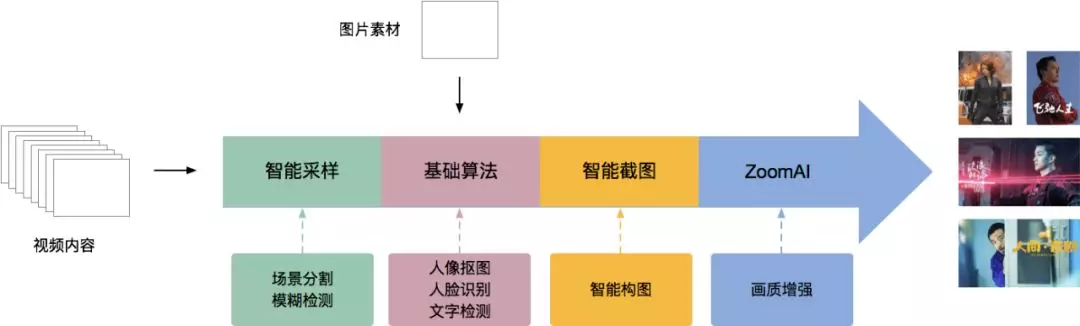 图片素材
视频内容
智能采样
基础算法
智能截图
ZoomAI
场景分割
模糊检测
人像抠图
人脸识别
文字检测
智能构图
画质增强
飞驰人生
人间·喜剧